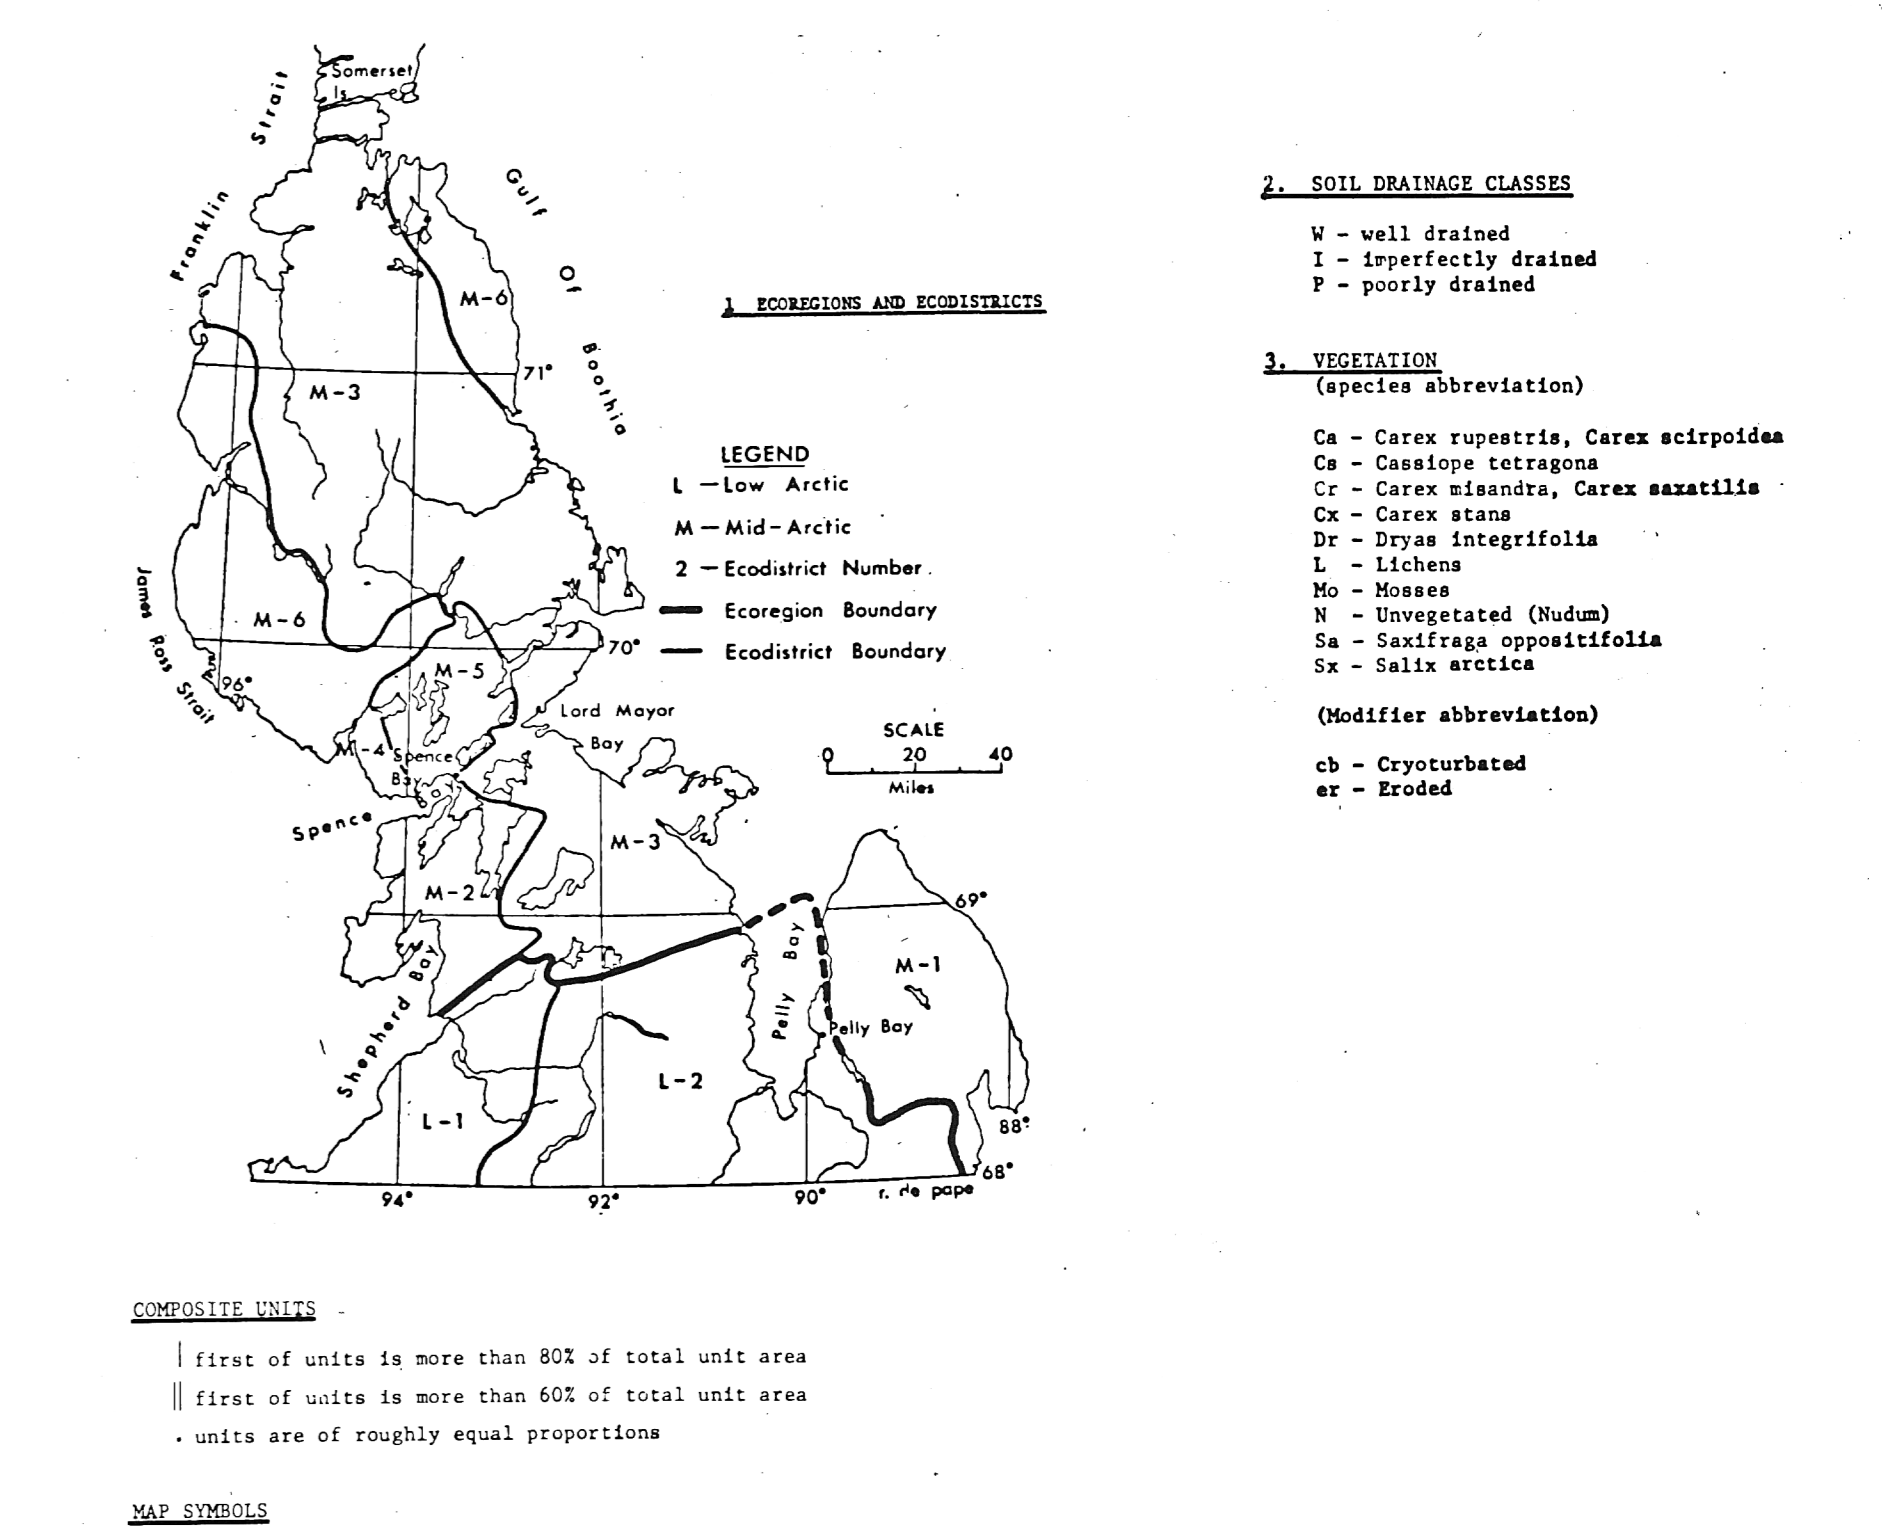 Somerset
Is.
Franklin Strait
Gulf Of Boothia
M-6
1 ECOREGIONS AND ECODISTRICTS
71°
M-3
LEGEND
L — Low Arctic
M — Mid-Arctic
2 — Ecodistrict Number.
Ecoregion Boundary
Ecodistrict Boundary
James Ross Strait
M-6
70°
M-5
96°
Lord Mayor
Bay
M-4
Spence
Bay
SCALE
0 20 40
Miles
Spence
M-3
M-2
69°
Shepherd Bay
Pelly Bay
M-1
Pelly Bay
L-2
L-1
88°
68°
94°
92°
90°
r. de pape
2. SOIL DRAINAGE CLASSES
W - well drained
I - imperfectly drained
P - poorly drained
3. VEGETATION
(species abbreviation)
Ca - Carex rupestris, Carex scirpoidea
Cs - Cassiope tetragona
Cr - Carex misandra, Carex saxatilis
Cx - Carex stans
Dr - Dryas integrifolia
L - Lichens
Mo - Mosses
N - Unvegetated (Nudum)
Sa - Saxifraga oppositifolia
Sx - Salix arctica
(Modifier abbreviation)
cb - Cryoturbated
er - Eroded
COMPOSITE UNITS
| first of units is more than 80% of total unit area
|| first of units is more than 60% of total unit area
. units are of roughly equal proportions
MAP SYMBOLS